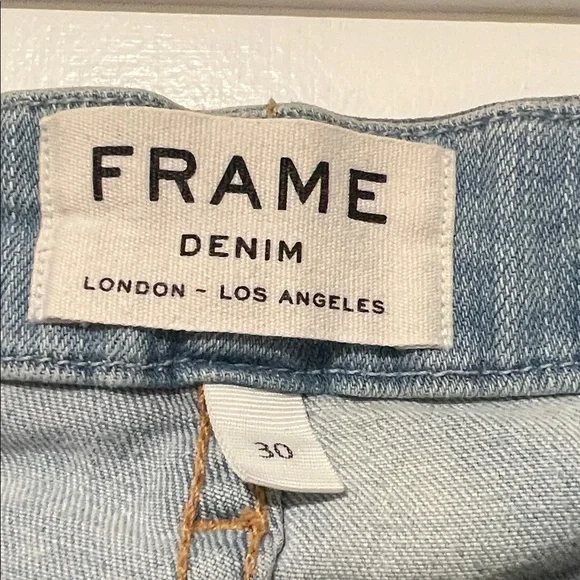 FRAME
DENIM
LONDON - LOS ANGELES
30